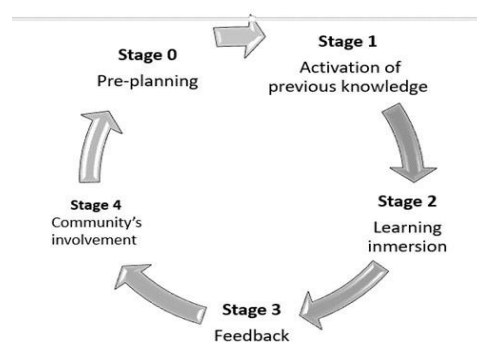 Stage 0
Pre-planning
Stage 1
Activation of
previous knowledge
Stage 2
Learning
inmersion
Stage 3
Feedback
Stage 4
Community's
involvement